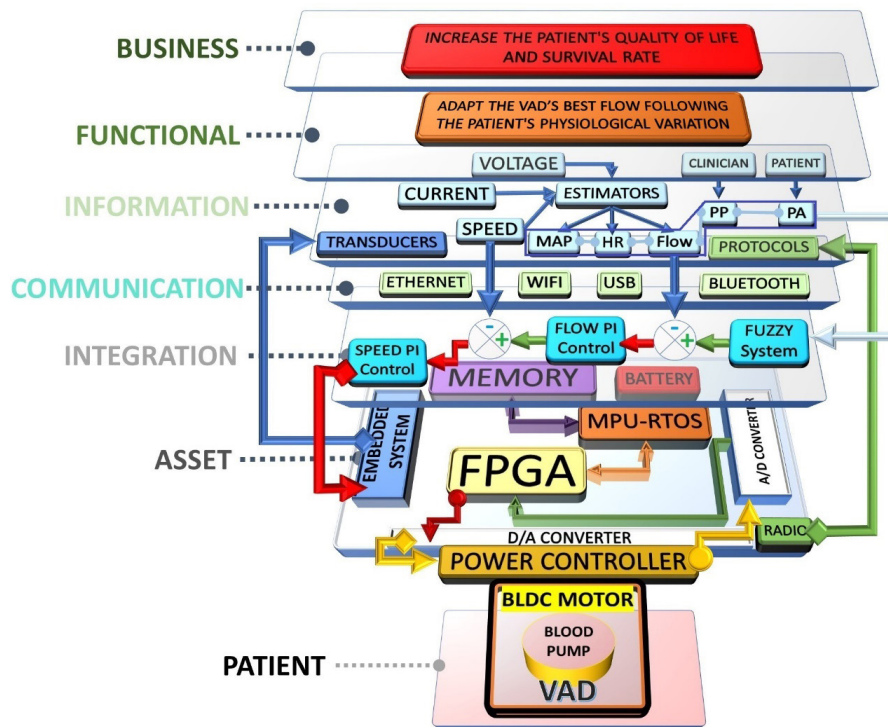 BUSINESS
INCREASE THE PATIENT'S QUALITY OF LIFE
AND SURVIVAL RATE
FUNCTIONAL
ADAPT THE VAD'S BEST FLOW FOLLOWING
THE PATIENT'S PHYSIOLOGICAL VARIATION
INFORMATION
VOLTAGE
CLINICIAN
PATIENT
CURRENT
ESTIMATORS
SPEED
PP
PA
MAP
HR
Flow
TRANSDUCERS
PROTOCOLS
COMMUNICATION
ETHERNET
WIFI
USB
BLUETOOTH
INTEGRATION
SPEED PI
Control
-
+
FLOW PI
Control
-
+
FUZZY
System
MEMORY
BATTERY
ASSET
EMBEDDED
SYSTEM
MPU-RTOS
A/D CONVERTER
FPGA
RADIC
D/A CONVERTER
POWER CONTROLLER
BLDC MOTOR
BLOOD
PUMP
VAD
PATIENT